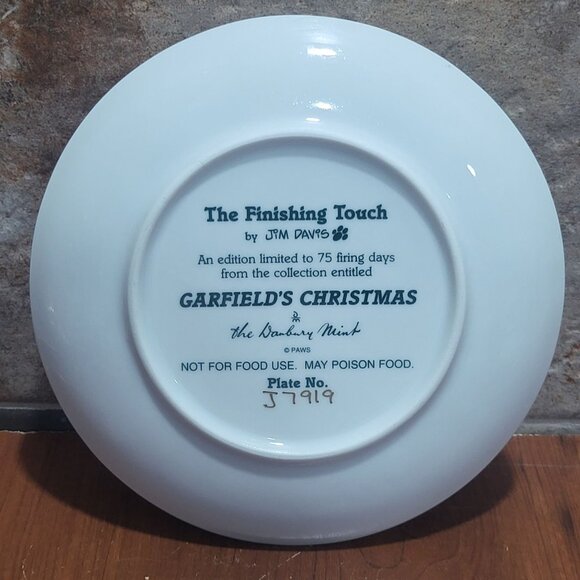 The Finishing Touch
by JIM DAVIS
An edition limited to 75 firing days
from the collection entitled
GARFIELD'S CHRISTMAS
the Danbury Mint
© PAWS
NOT FOR FOOD USE. MAY POISON FOOD.
Plate No.
J7919